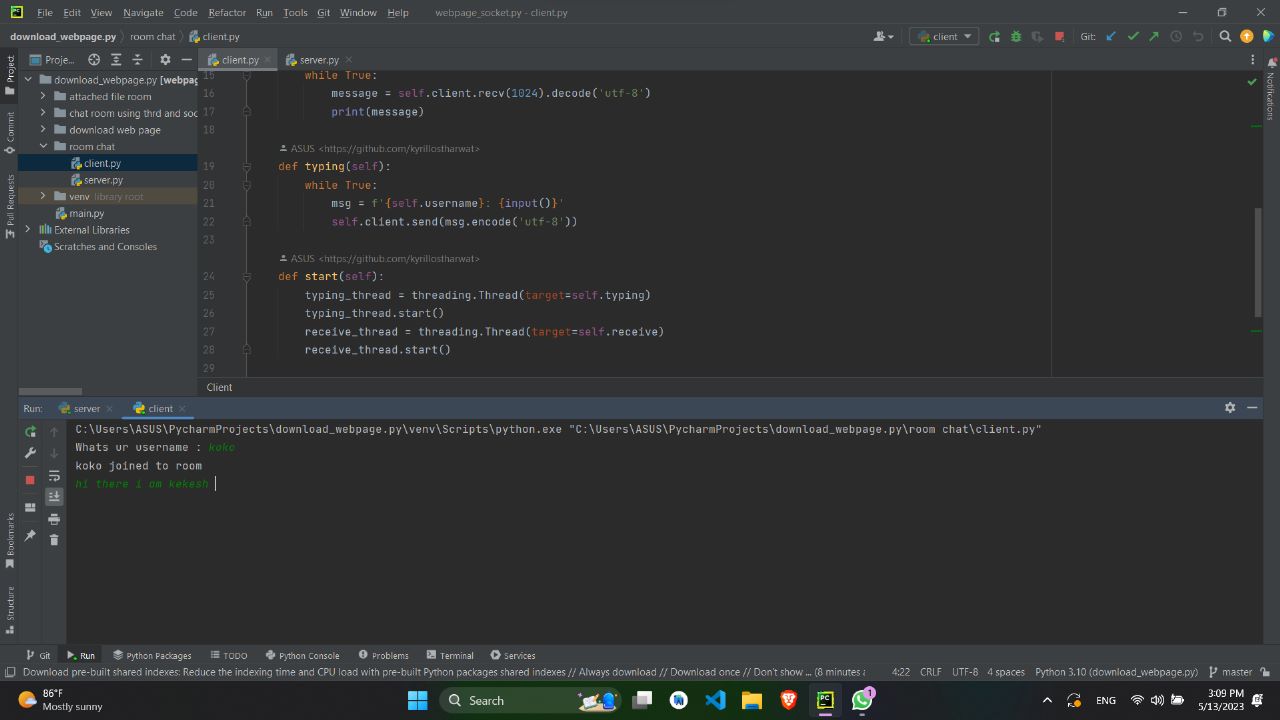 File Edit View Navigate Code Refactor Run Tools Git Window Help webpage_socket.py - client.py
download_webpage.py room chat client.py client Git:
Project
Commit
Pull Requests
Bookmarks
Structure
Notifications
Proje...
download_webpage.py [webpag
attached file room
chat room using thrd and soc
download web page
room chat
client.py
server.py
venv library root
main.py
External Libraries
Scratches and Consoles
client.py server.py
15 while True:
16 message = self.client.recv(1024).decode('utf-8')
17 print(message)
18
ASUS <https://github.com/kyrillostharwat>
19 def typing(self):
20 while True:
21 msg = f'{self.username}: {input()}'
22 self.client.send(msg.encode('utf-8'))
23
ASUS <https://github.com/kyrillostharwat>
24 def start(self):
25 typing_thread = threading.Thread(target=self.typing)
26 typing_thread.start()
27 receive_thread = threading.Thread(target=self.receive)
28 receive_thread.start()
29
Client
Run: server client
C:\Users\ASUS\PycharmProjects\download_webpage.py\venv\Scripts\python.exe "C:\Users\ASUS\PycharmProjects\download_webpage.py\room chat\client.py"
Whats ur username : koko
koko joined to room
hi there i am kekesh
Git Run Python Packages TODO Python Console Problems Terminal Services
Download pre-built shared indexes: Reduce the indexing time and CPU load with pre-built Python packages shared indexes // Always download // Download once // Don't show ... (8 minutes a 4:22 CRLF UTF-8 4 spaces Python 3.10 (download_webpage.py) master
86°F
Mostly sunny
Search
PC
1
ENG
3:09 PM
5/13/2023